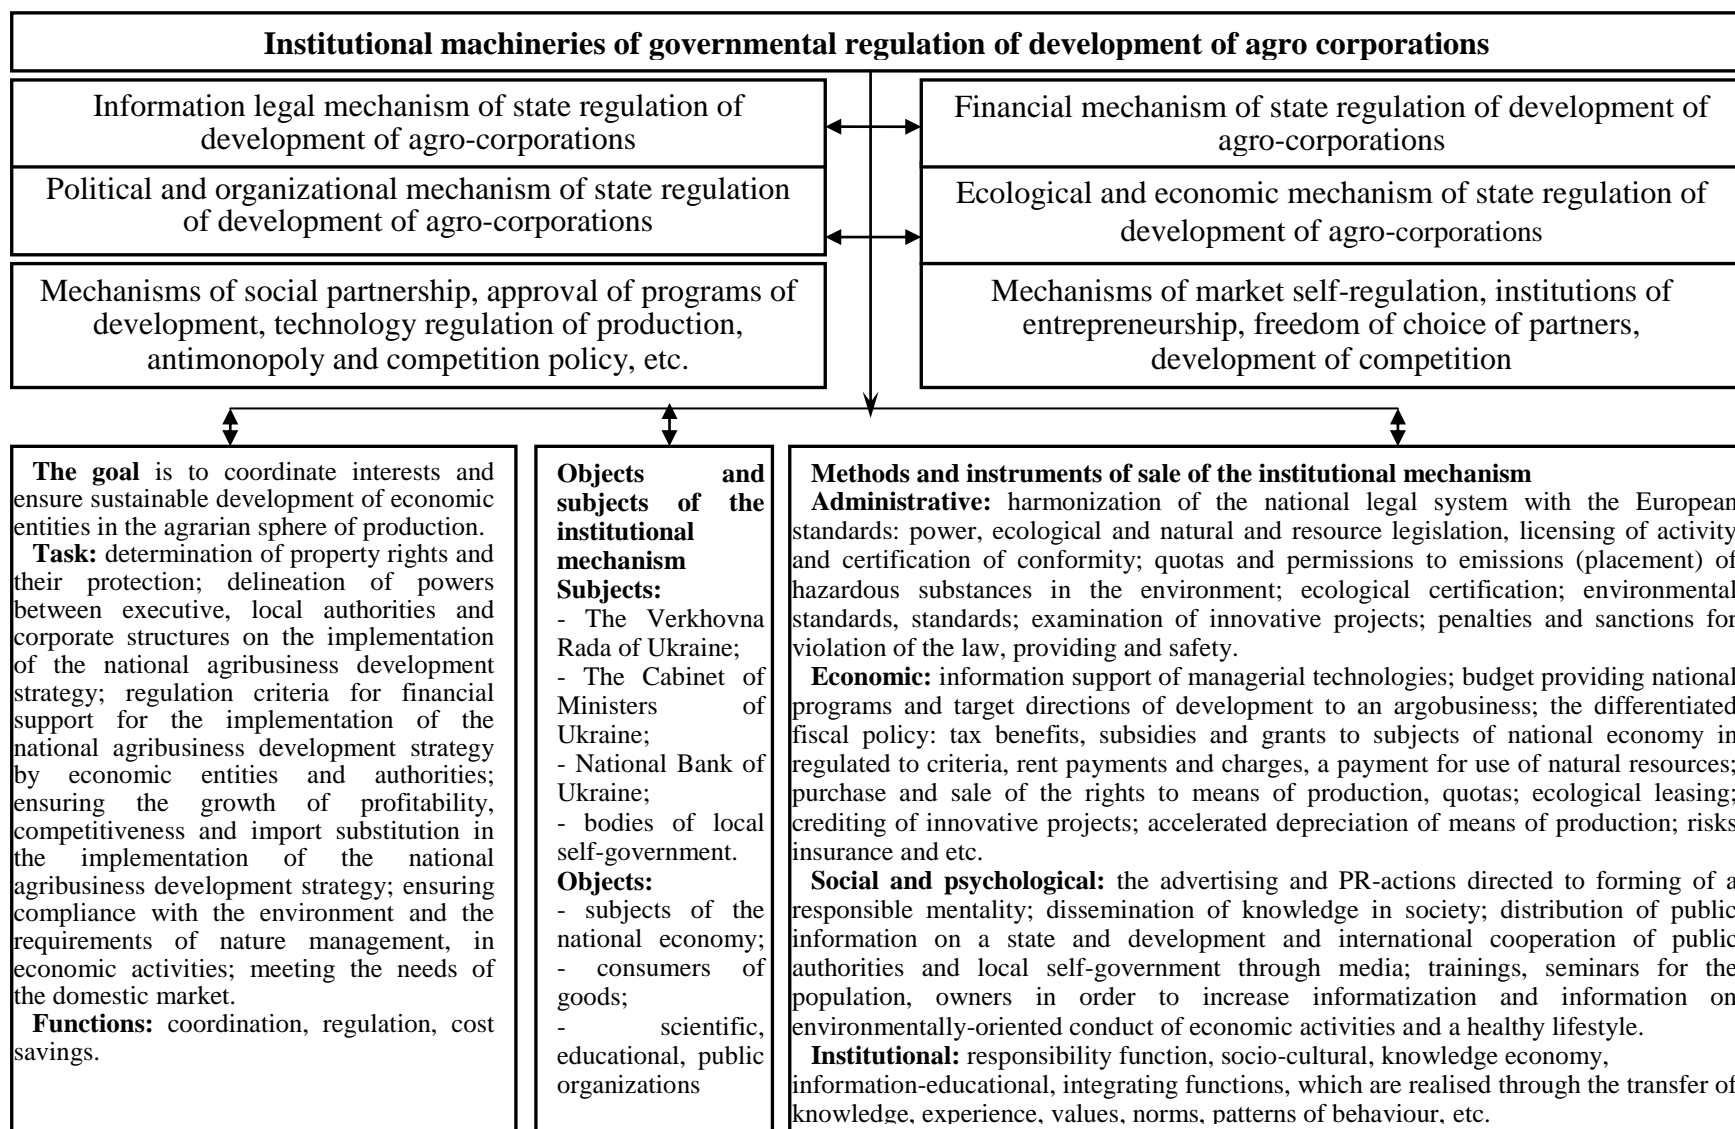 Institutional machineries of governmental regulation of development of agro corporations
Information legal mechanism of state regulation of
development of agro-corporations
Financial mechanism of state regulation of development of
agro-corporations
Political and organizational mechanism of state regulation
of development of agro-corporations
Ecological and economic mechanism of state regulation of
development of agro-corporations
Mechanisms of social partnership, approval of programs of
development, technology regulation of production,
antimonopoly and competition policy, etc.
Mechanisms of market self-regulation, institutions of
entrepreneurship, freedom of choice of partners,
development of competition
The goal is to coordinate interests and
ensure sustainable development of economic
entities in the agrarian sphere of production.
Task: determination of property rights and
their protection; delineation of powers
between executive, local authorities and
corporate structures on the implementation
of the national agribusiness development
strategy; regulation criteria for financial
support for the implementation of the
national agribusiness development strategy
by economic entities and authorities;
ensuring the growth of profitability,
competitiveness and import substitution in
the implementation of the national
agribusiness development strategy; ensuring
compliance with the environment and the
requirements of nature management, in
economic activities; meeting the needs of
the domestic market.
Functions: coordination, regulation, cost
savings.
Objects and
subjects of the
institutional
mechanism
Subjects:
- The Verkhovna
Rada of Ukraine;
- The Cabinet of
Ministers of
Ukraine;
- National Bank of
Ukraine;
- bodies of local
self-government.
Objects:
- subjects of the
national economy;
- consumers of
goods;
- scientific,
educational, public
organizations
Methods and instruments of sale of the institutional mechanism
Administrative: harmonization of the national legal system with the European
standards: power, ecological and natural and resource legislation, licensing of activity
and certification of conformity; quotas and permissions to emissions (placement) of
hazardous substances in the environment; ecological certification; environmental
standards, standards; examination of innovative projects; penalties and sanctions for
violation of the law, providing and safety.
Economic: information support of managerial technologies; budget providing national
programs and target directions of development to an argobusiness; the differentiated
fiscal policy: tax benefits, subsidies and grants to subjects of national economy in
regulated to criteria, rent payments and charges, a payment for use of natural resources;
purchase and sale of the rights to means of production, quotas; ecological leasing;
crediting of innovative projects; accelerated depreciation of means of production; risks
insurance and etc.
Social and psychological: the advertising and PR-actions directed to forming of a
responsible mentality; dissemination of knowledge in society; distribution of public
information on a state and development and international cooperation of public
authorities and local self-government through media; trainings, seminars for the
population, owners in order to increase informatization and information on
environmentally-oriented conduct of economic activities and a healthy lifestyle.
Institutional: responsibility function, socio-cultural, knowledge economy,
information-educational, integrating functions, which are realised through the transfer of
knowledge, experience, values, norms, patterns of behaviour, etc.